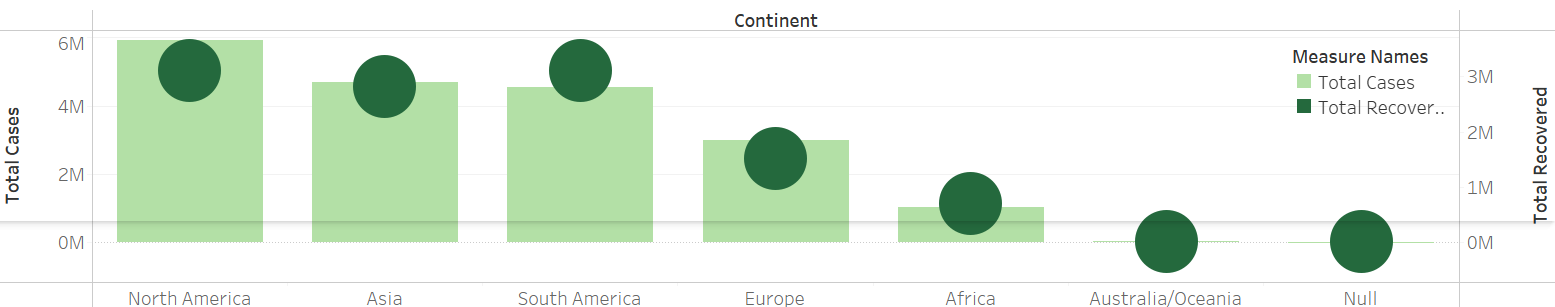 Continent
6M
4M
2M
0M
Total Cases
Measure Names
Total Cases
Total Recover..
3M
2M
1M
0M
Total Recovered
North America Asia South America Europe Africa Australia/Oceania Null